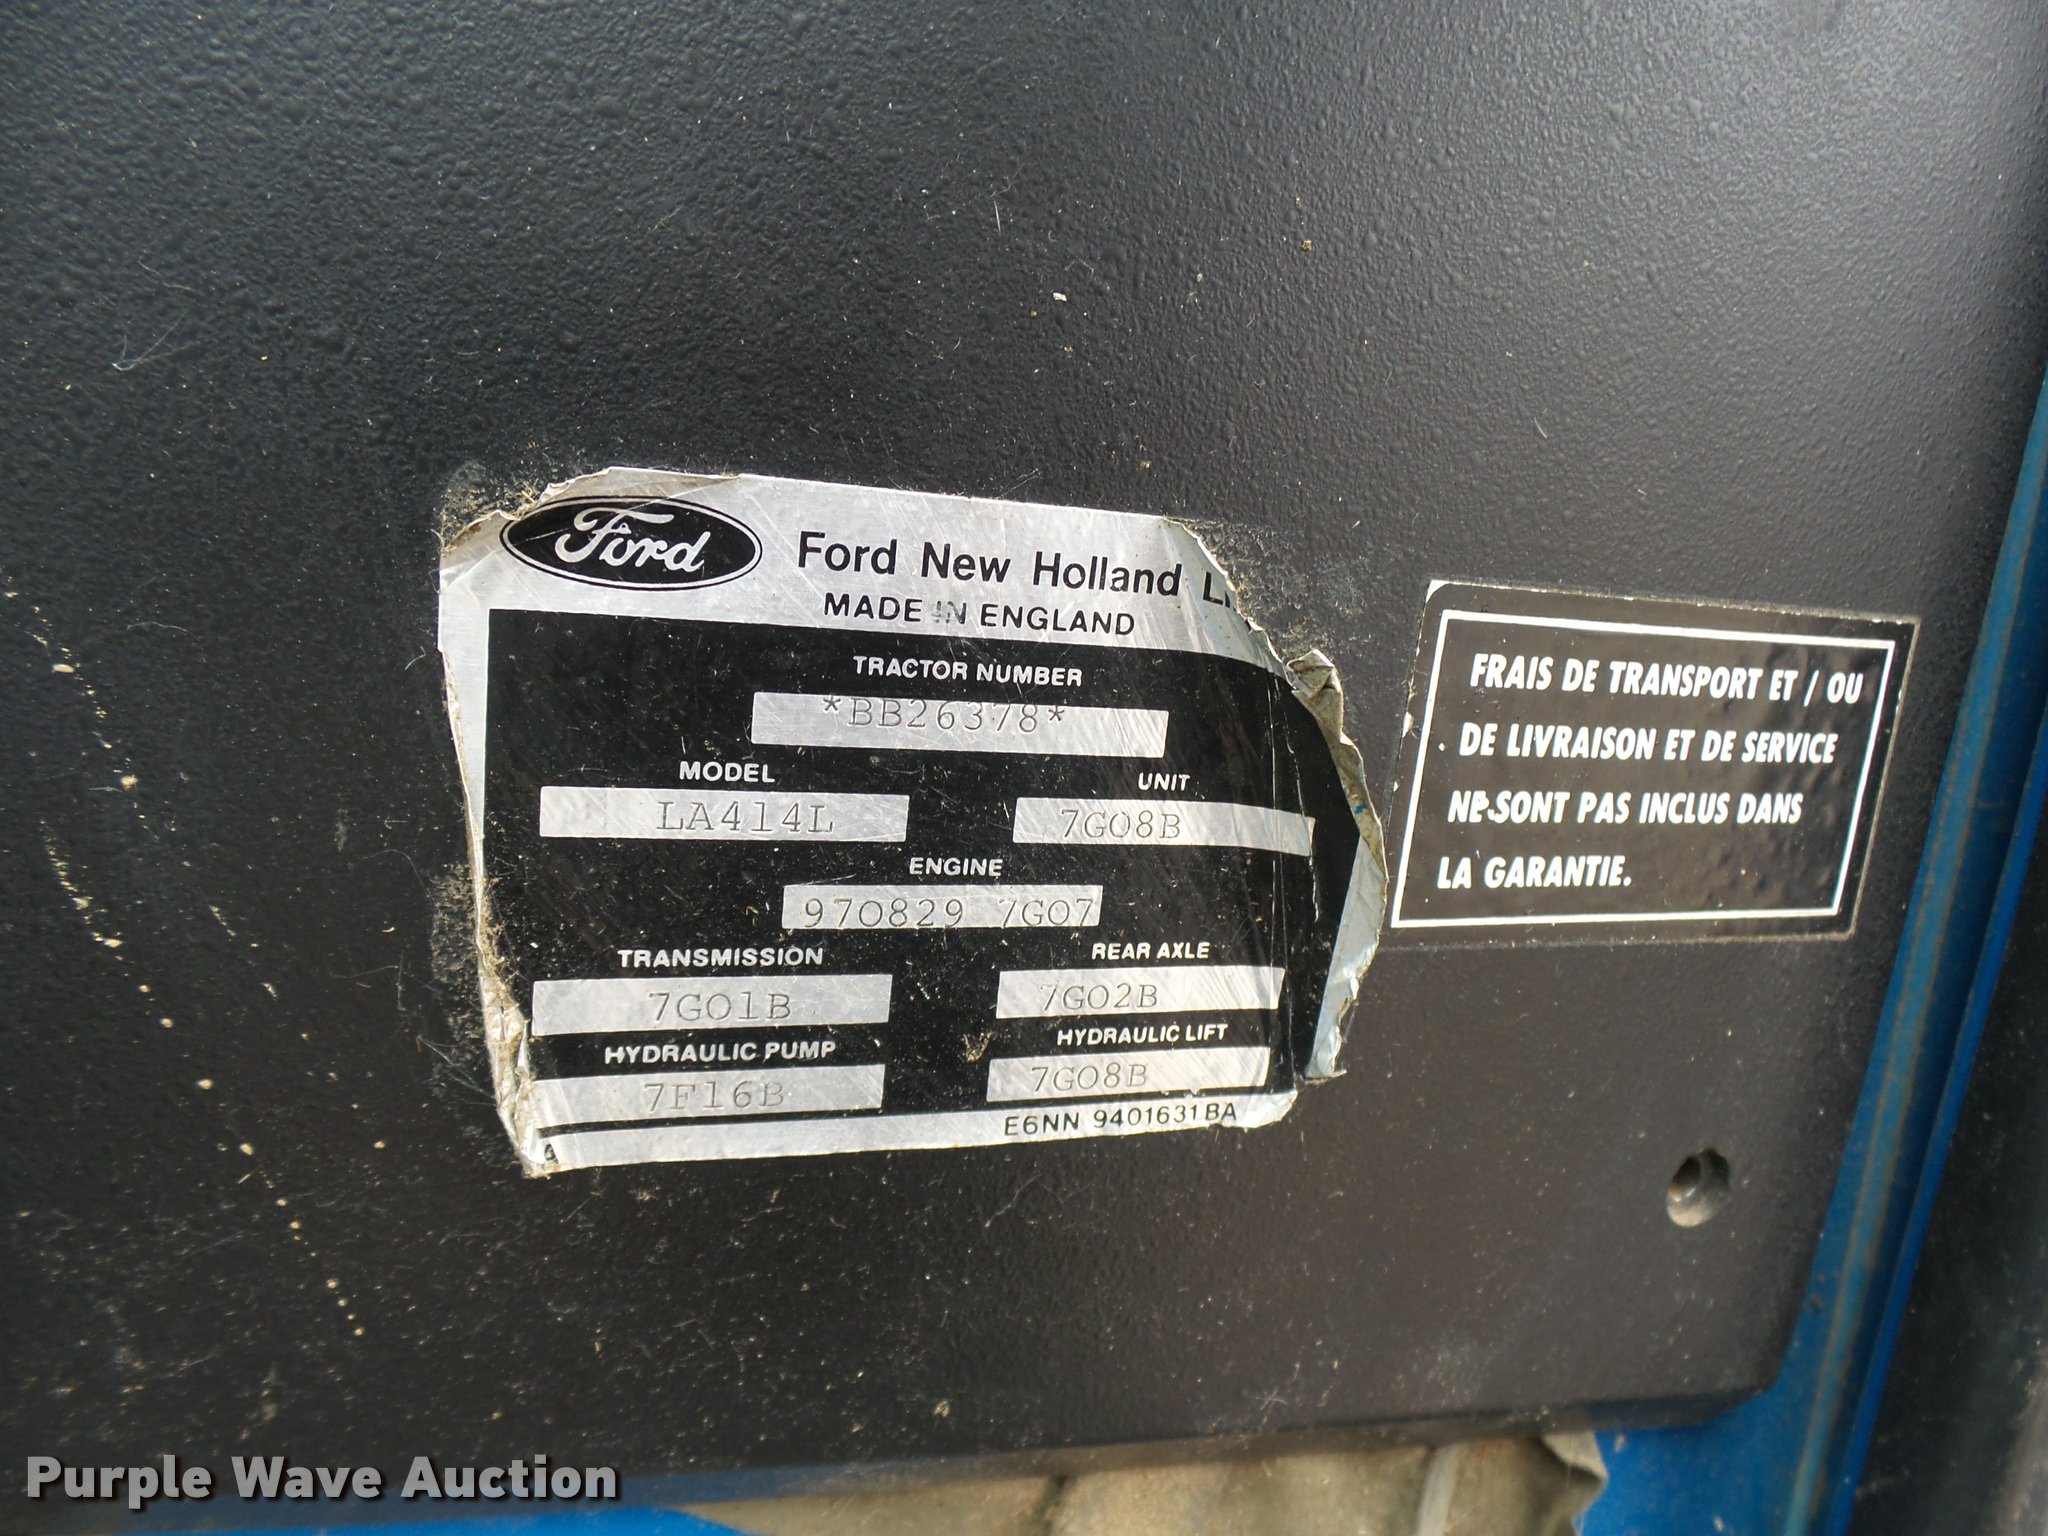 Ford
Ford New Holland
MADE IN ENGLAND
TRACTOR NUMBER
*BB26378*
MODEL
UNIT
LA414L
7G08B
ENGINE
970829 7G07
TRANSMISSION
REAR AXLE
7G01B
7G02B
HYDRAULIC PUMP
HYDRAULIC LIFT
7F16B
7G08B
E6NN 9401631BA
A
FRAIS DE TRANSPORT ET / OU
DE LIVRAISON ET DE SERVICE
NE SONT PAS INCLUS DANS
LA GARANTIE.
Purple Wave Auction